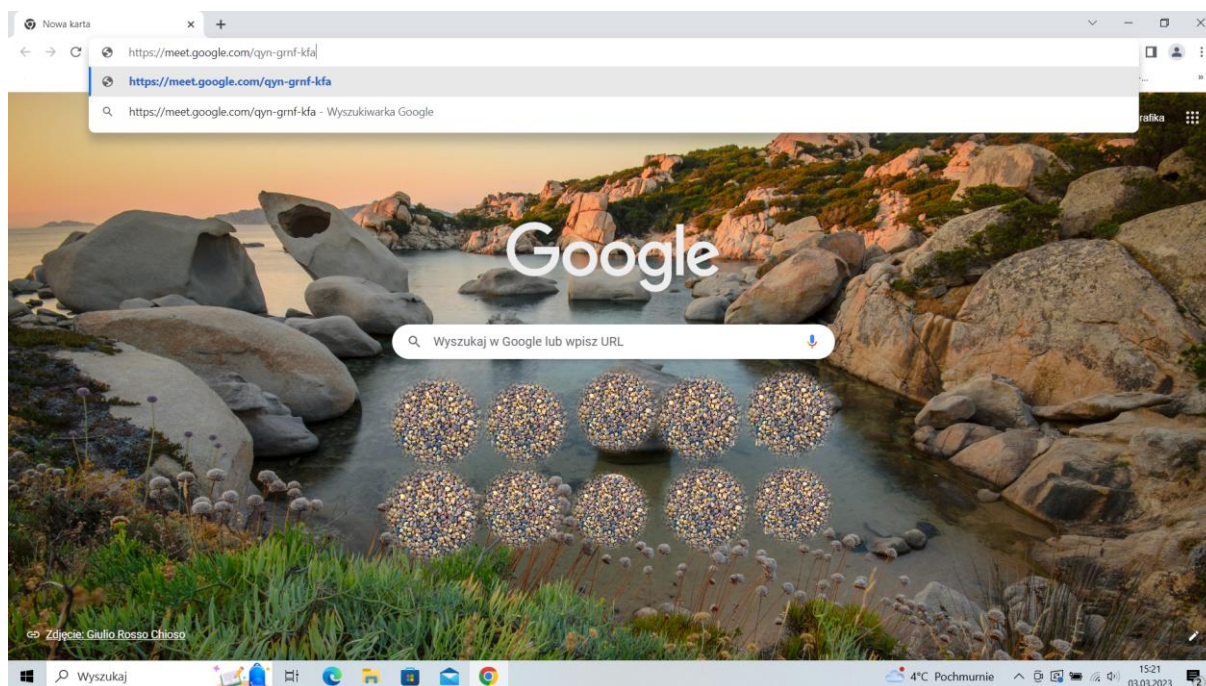 Nowa karta
https://meet.google.com/qyn-grnf-kfa
https://meet.google.com/qyn-grnf-kfa
https://meet.google.com/qyn-grnf-kfa - Wyszukiwarka Google
rafika
Google
Wyszukaj w Google lub wpisz URL
Zdjęcie: Giulio Rosso Chioso
Wyszukaj
4°C Pochmurnie
15:21
03.03.2023
2